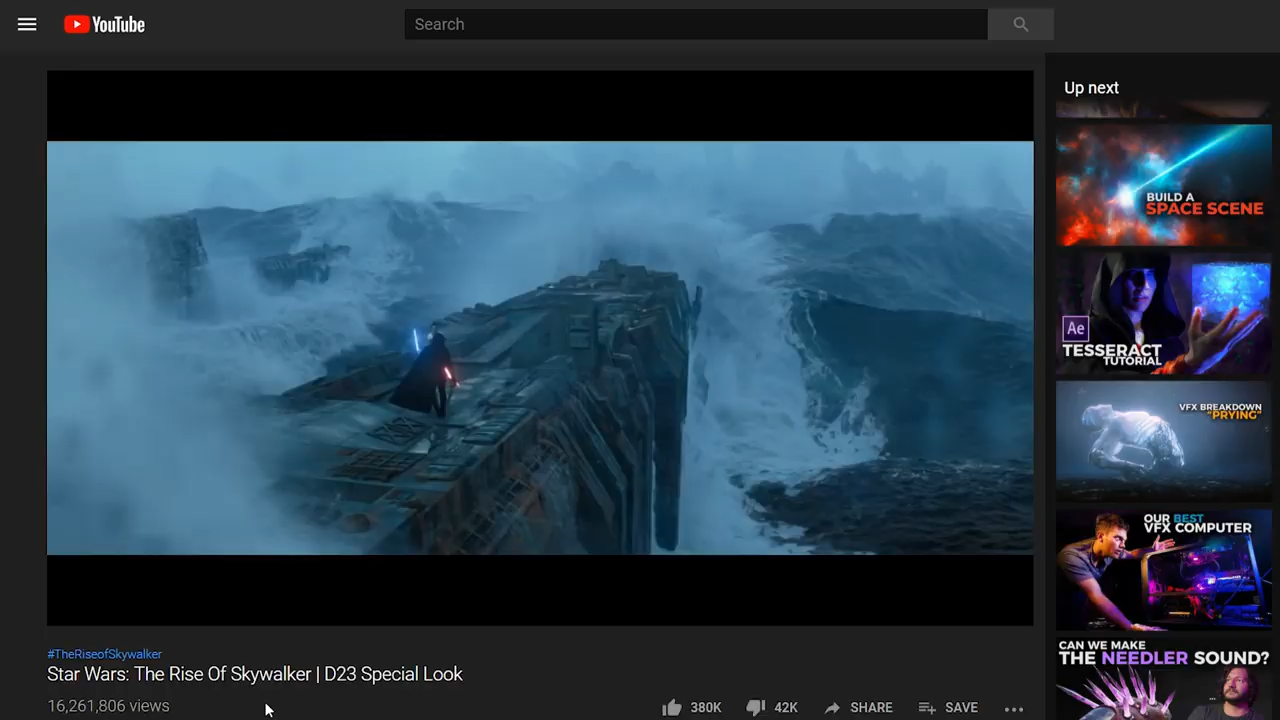 YouTube
Search
Up next
BUILD A
SPACE SCENE
Ae
TESSERACT
TUTORIAL
VFX BREAKDOWN
"PRYING"
OUR BEST
VFX COMPUTER
CAN WE MAKE
THE NEEDLER SOUND?
#TheRiseofSkywalker
Star Wars: The Rise Of Skywalker | D23 Special Look
16,261,806 views
380K
42K
SHARE
SAVE